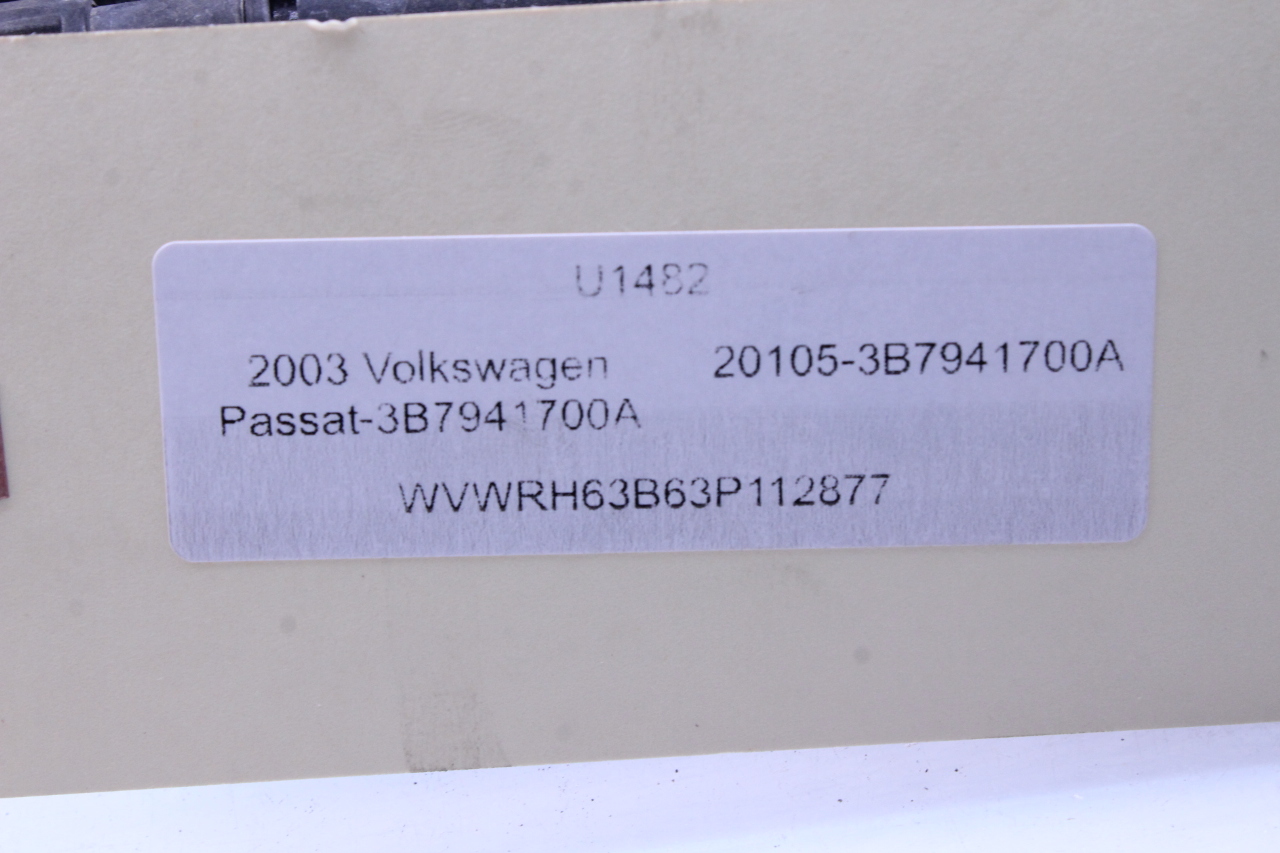 U1482
2003 Volkswagen 20105-3B7941700A
Passat-3B7941700A
WVWRH63B63P112877